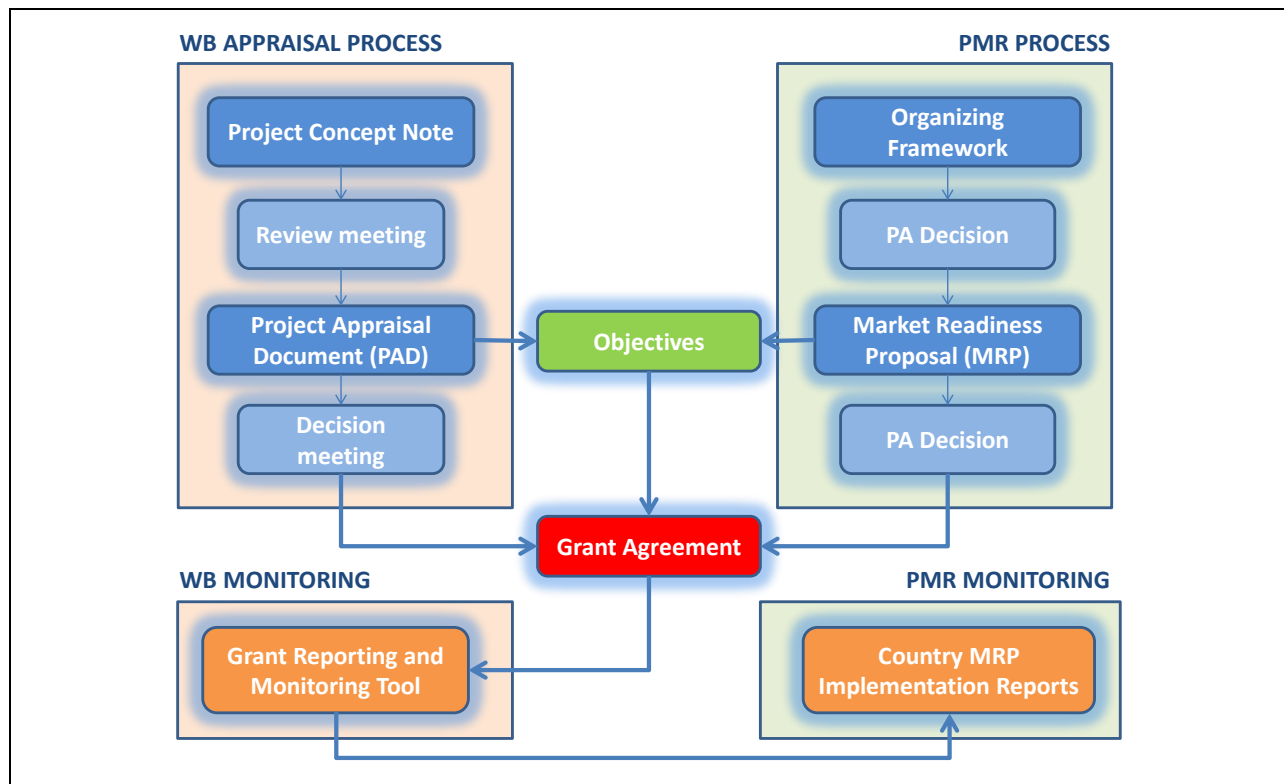 WB APPRAISAL PROCESS
Project Concept Note
Review meeting
Project Appraisal
Document (PAD)
Decision
meeting
PMR PROCESS
Organizing
Framework
PA Decision
Market Readiness
Proposal (MRP)
PA Decision
Objectives
Grant Agreement
WB MONITORING
Grant Reporting and
Monitoring Tool
PMR MONITORING
Country MRP
Implementation Reports